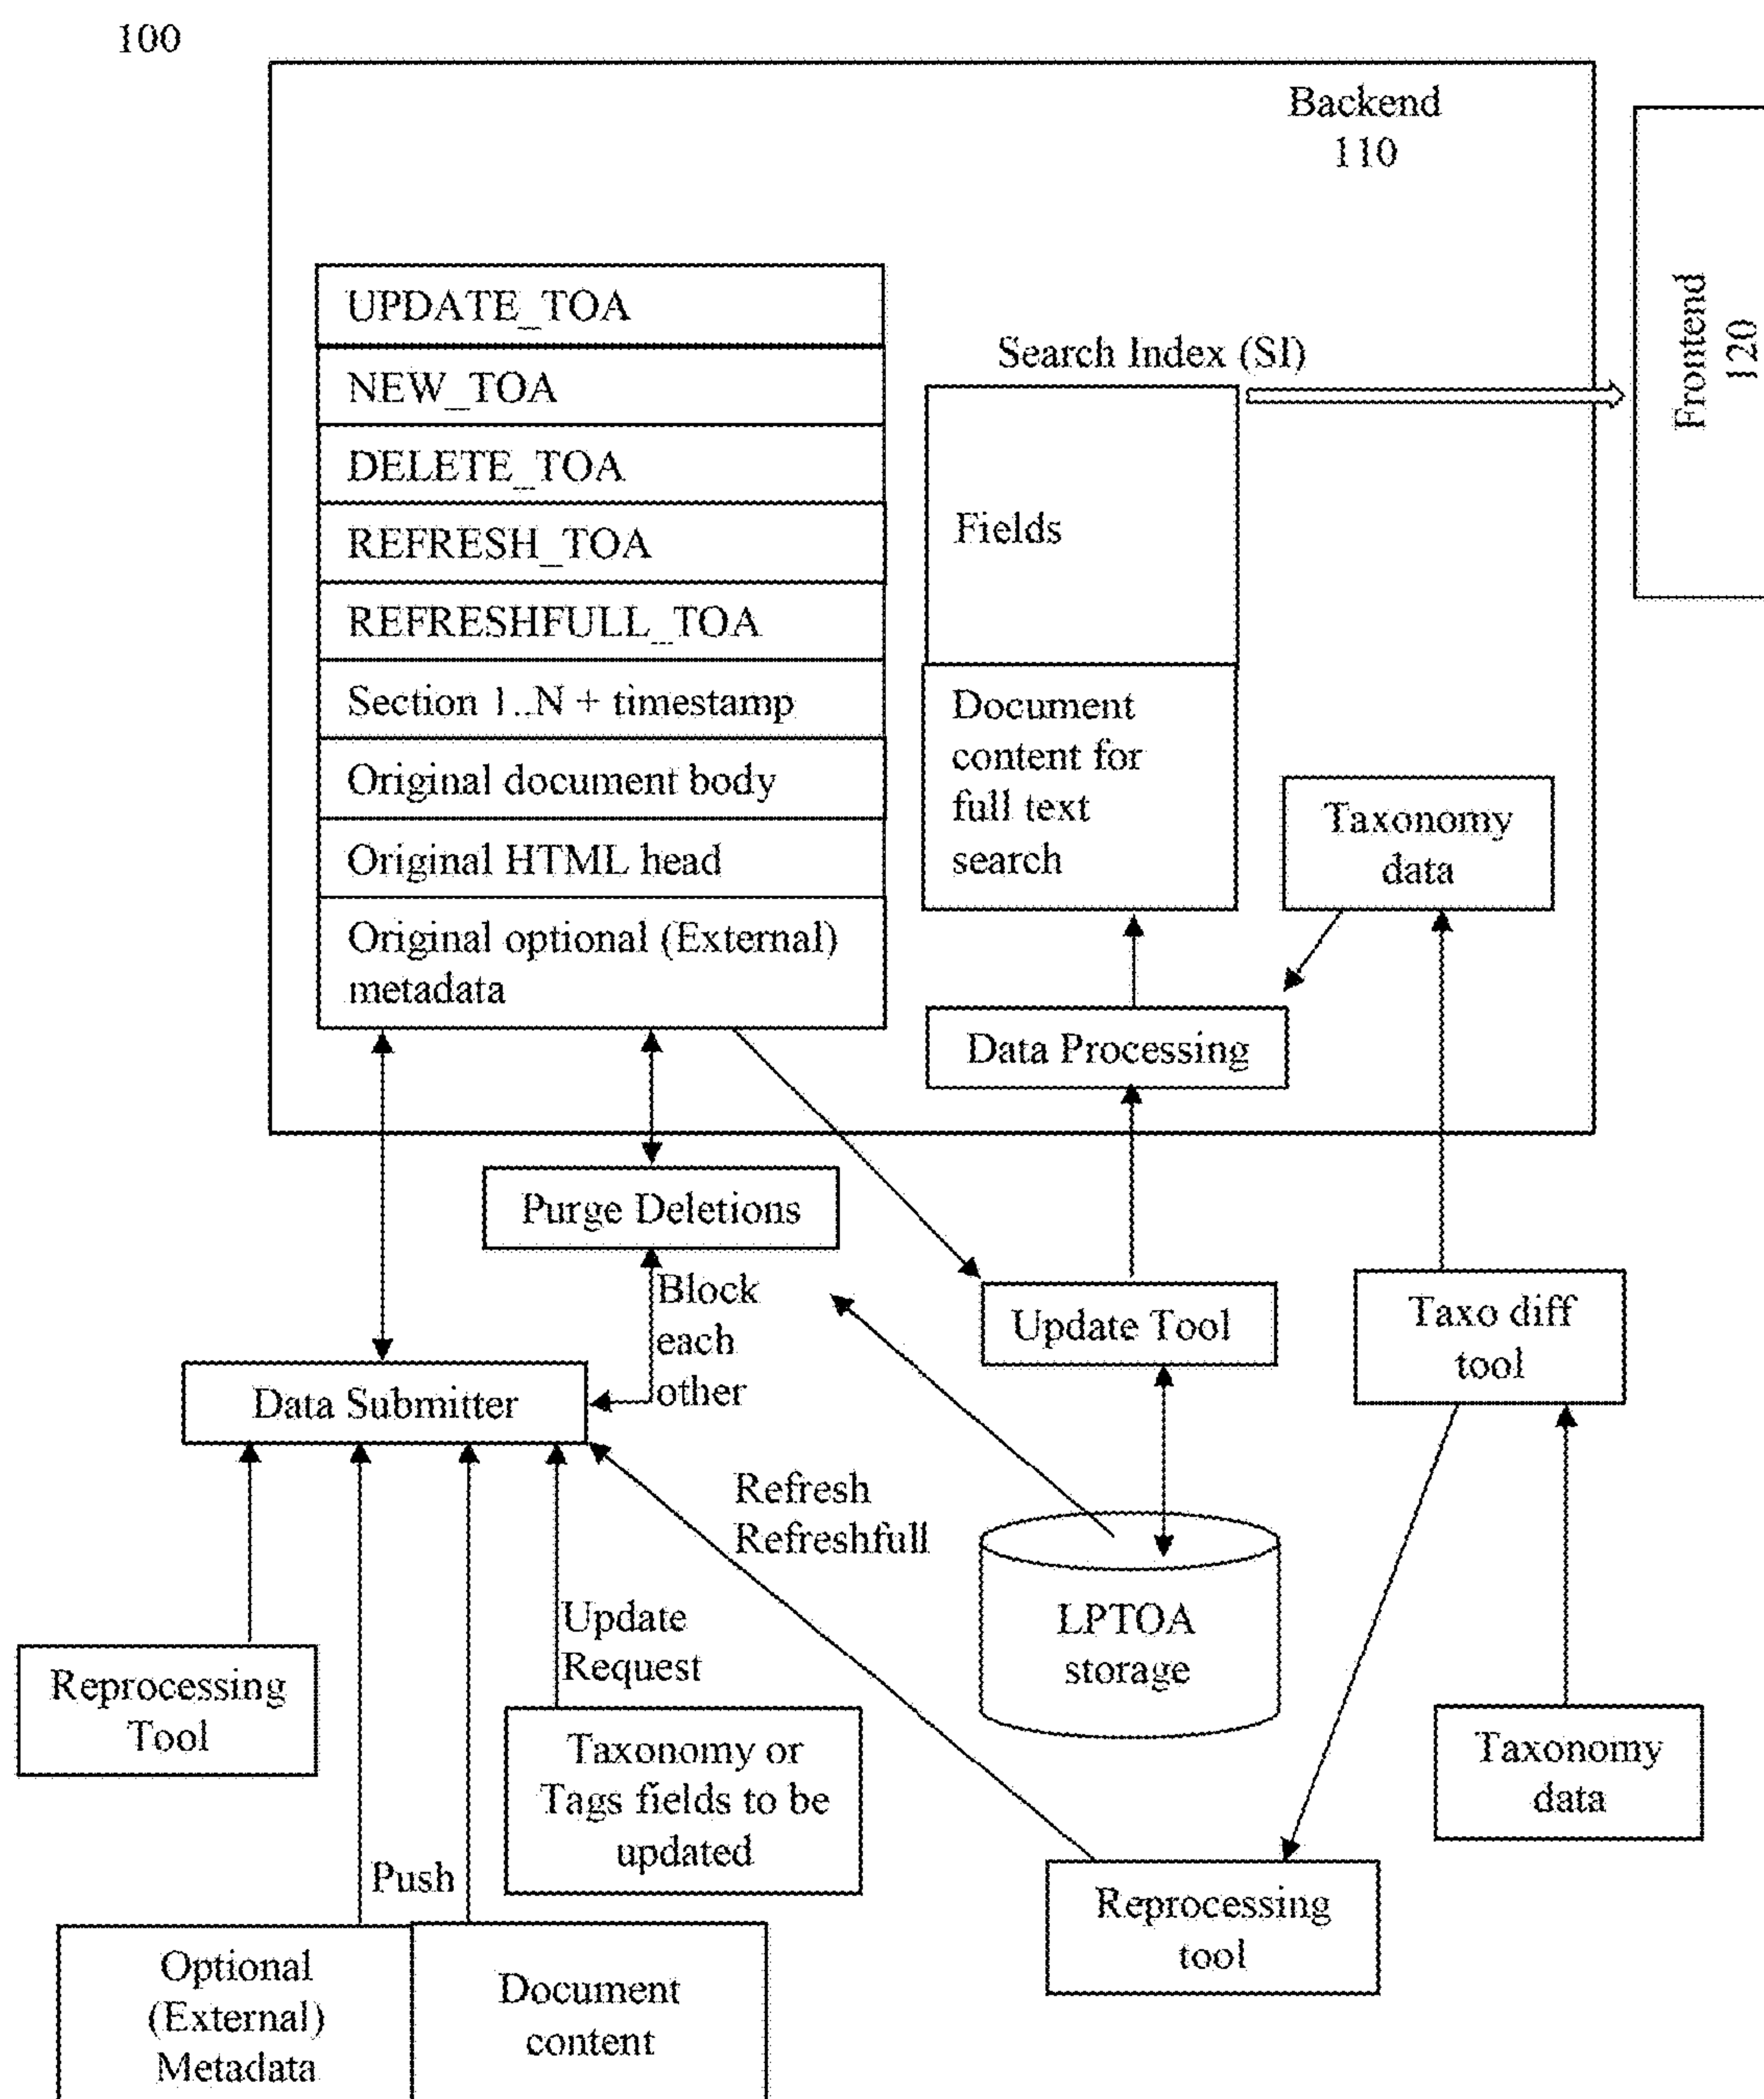 100
Backend
110
Frontend
120
UPDATE_TOA
NEW_TOA
DELETE_TOA
REFRESH_TOA
REFRESHFULL_TOA
Section 1..N + timestamp
Original document body
Original HTML head
Original optional (External)
metadata
Search Index (SI)
Fields
Document
content for
full text
search
Taxonomy
data
Data Processing
Purge Deletions
Block
each
other
Update Tool
Taxo diff
tool
Data Submitter
Refresh
Refreshfull
LPTOA
storage
Update
Request
Reprocessing
Tool
Taxonomy or
Tags fields to be
updated
Taxonomy
data
Push
Reprocessing
tool
Optional
(External)
Metadata
Document
content